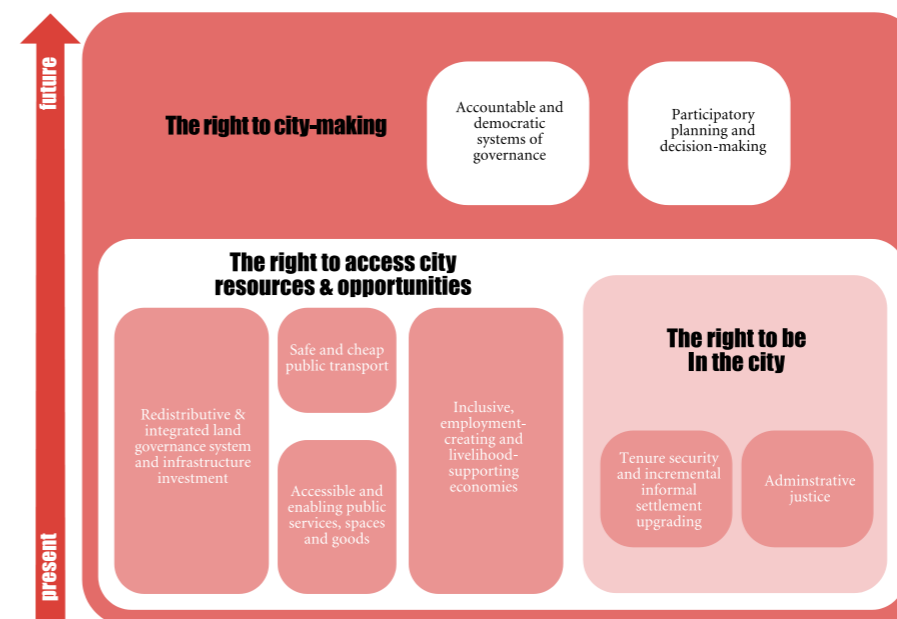 future
present
The right to city-making
Accountable and
democratic
systems of
governance
Participatory
planning and
decision-making
The right to access city
resources & opportunities
Redistributive &
integrated land
governance system
and infrastructure
investment
Safe and cheap
public transport
Accessible and
enabling public
services, spaces
and goods
Inclusive,
employment-
creating and
livelihood-
supporting
economies
The right to be
In the city
Tenure security
and incremental
informal
settlement
upgrading
Adminstrative
justice